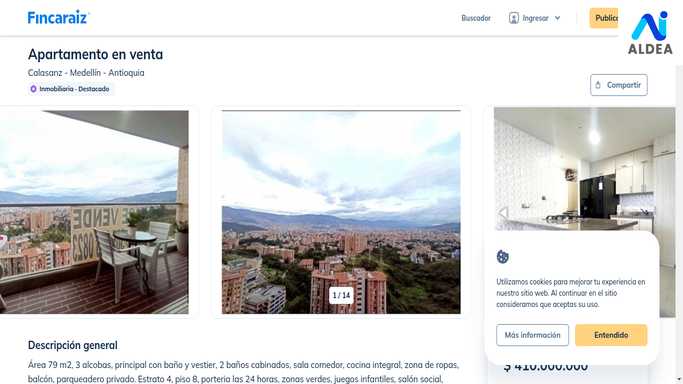 Fincaraiz
Buscador
Ingresar
Public
ALDEA
Apartamento en venta
Calasanz - Medellín - Antioquia
Inmobiliaria · Destacado
Compartir
VENDE
1 / 14
Utilizamos cookies para mejorar tu experiencia en
nuestro sitio web. Al continuar en el sitio
consideramos que aceptas su uso.
Más información
Entendido
$ 410.000.000
Descripción general
Área 79 m2, 3 alcobas, principal con baño y vestier, 2 baños cabinados, sala comedor, cocina integral, zona de ropas,
balcón, parqueadero privado. Estrato 4, piso 8, porteria las 24 horas, zonas verdes, juegos infantiles, salón social,